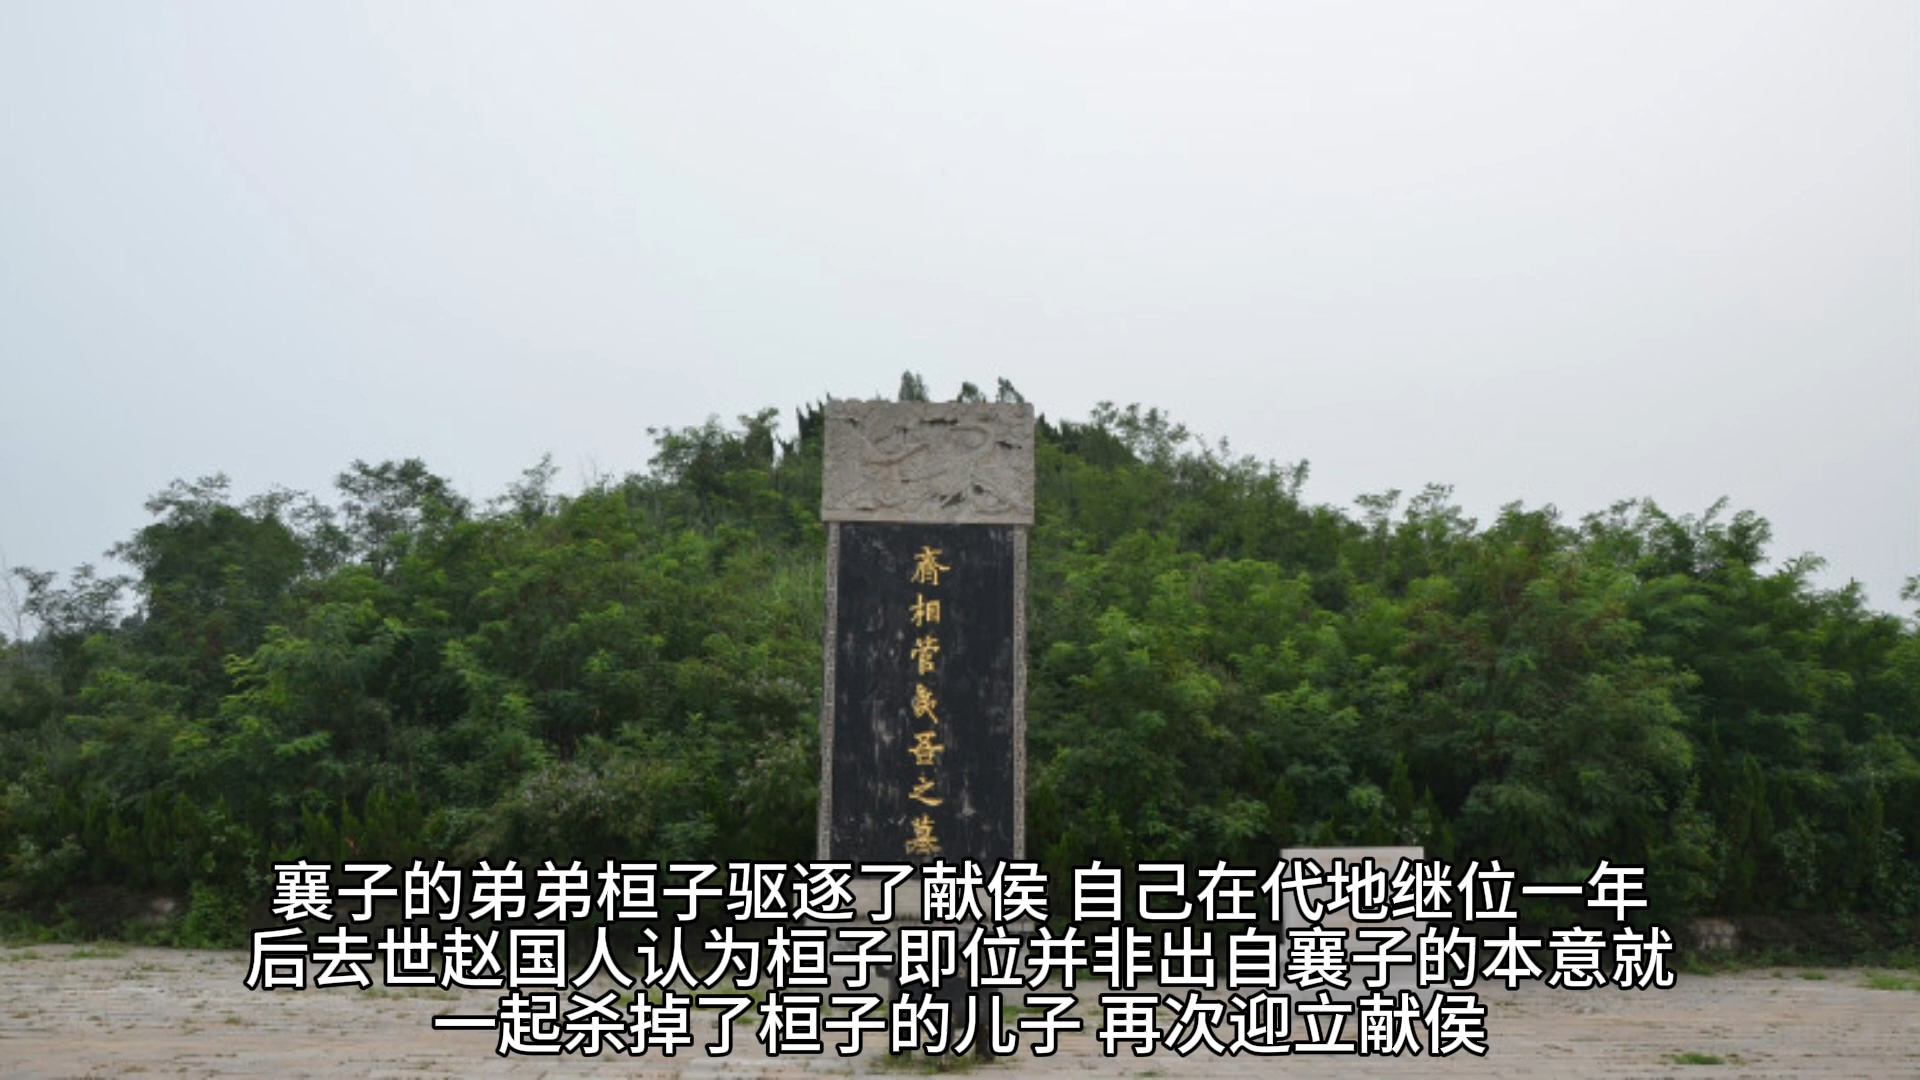 齊相管夷吾之墓
襄子的弟弟桓子驱逐了献侯 自己在代地继位一年
后去世赵国人认为桓子即位并非出自襄子的本意就
一起杀掉了桓子的儿子 再次迎立献侯